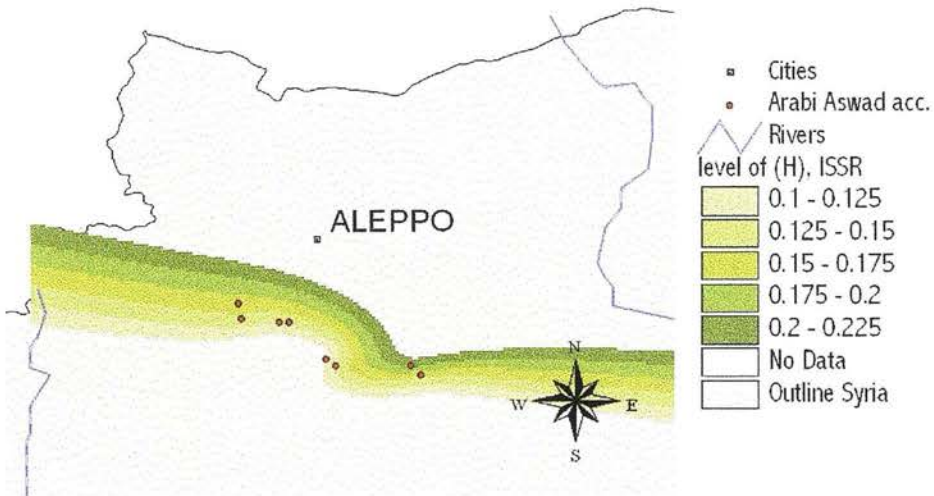 ALEPPO
N
W
E
S
Cities
Arabi Aswad acc.
Rivers
level of (H), ISSR
0.1 - 0.125
0.125 - 0.15
0.15 - 0.175
0.175 - 0.2
0.2 - 0.225
No Data
Outline Syria